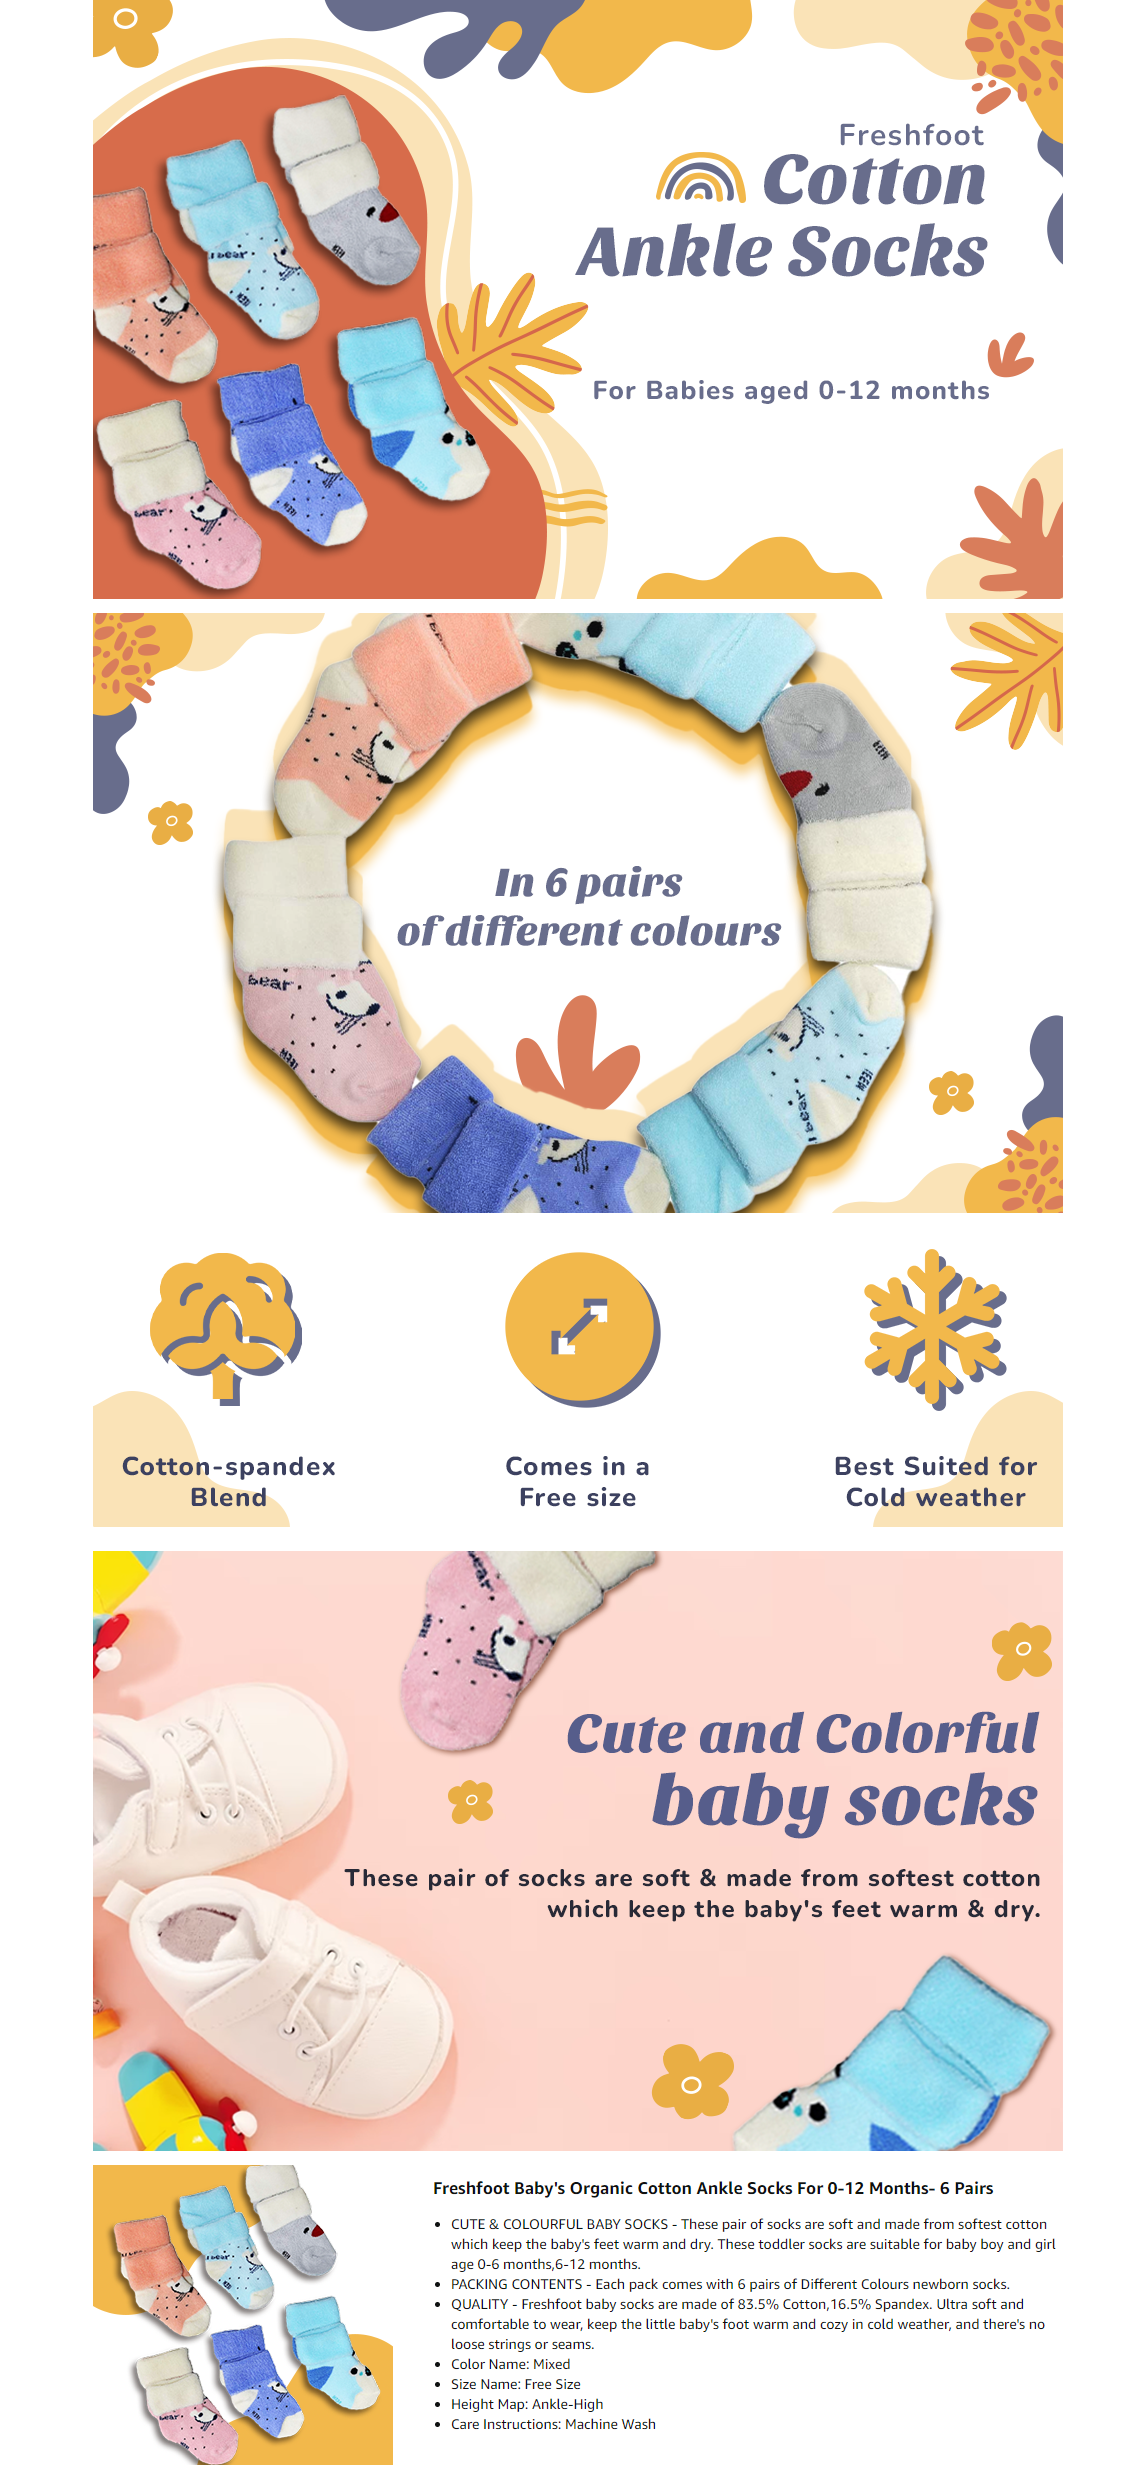 Freshfoot
Cotton
Ankle Socks
For Babies aged 0-12 months
bear
bear
In 6 pairs
of different colours
bear
I bear
Cotton-spandex
Blend
Comes in a
Free size
Best Suited for
Cold weather
bear
Cute and Colorful
baby socks
These pair of socks are soft & made from softest cotton
which keep the baby's feet warm & dry.
Freshfoot Baby's Organic Cotton Ankle Socks For 0-12 Months- 6 Pairs
• CUTE & COLOURFUL BABY SOCKS - These pair of socks are soft and made from softest cotton
which keep the baby's feet warm and dry. These toddler socks are suitable for baby boy and girl
age 0-6 months,6-12 months.
• PACKING CONTENTS - Each pack comes with 6 pairs of Different Colours newborn socks.
• QUALITY - Freshfoot baby socks are made of 83.5% Cotton,16.5% Spandex. Ultra soft and
comfortable to wear, keep the little baby's foot warm and cozy in cold weather, and there's no
loose strings or seams.
• Color Name: Mixed
• Size Name: Free Size
• Height Map: Ankle-High
• Care Instructions: Machine Wash